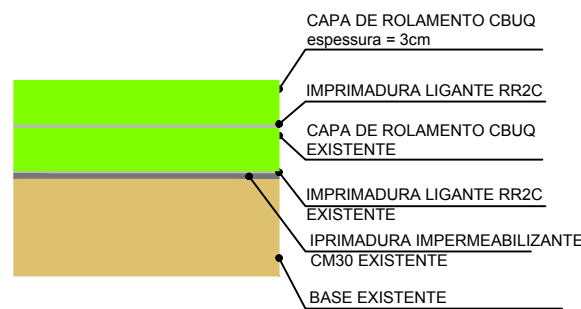 CAPA DE ROLAMENTO CBUQ
espessura = 3cm
IMPRIMADURA LIGANTE RR2C
CAPA DE ROLAMENTO CBUQ
EXISTENTE
IMPRIMADURA LIGANTE RR2C
EXISTENTE
IPRIMADURA IMPERMEABILIZANTE
CM30 EXISTENTE
BASE EXISTENTE